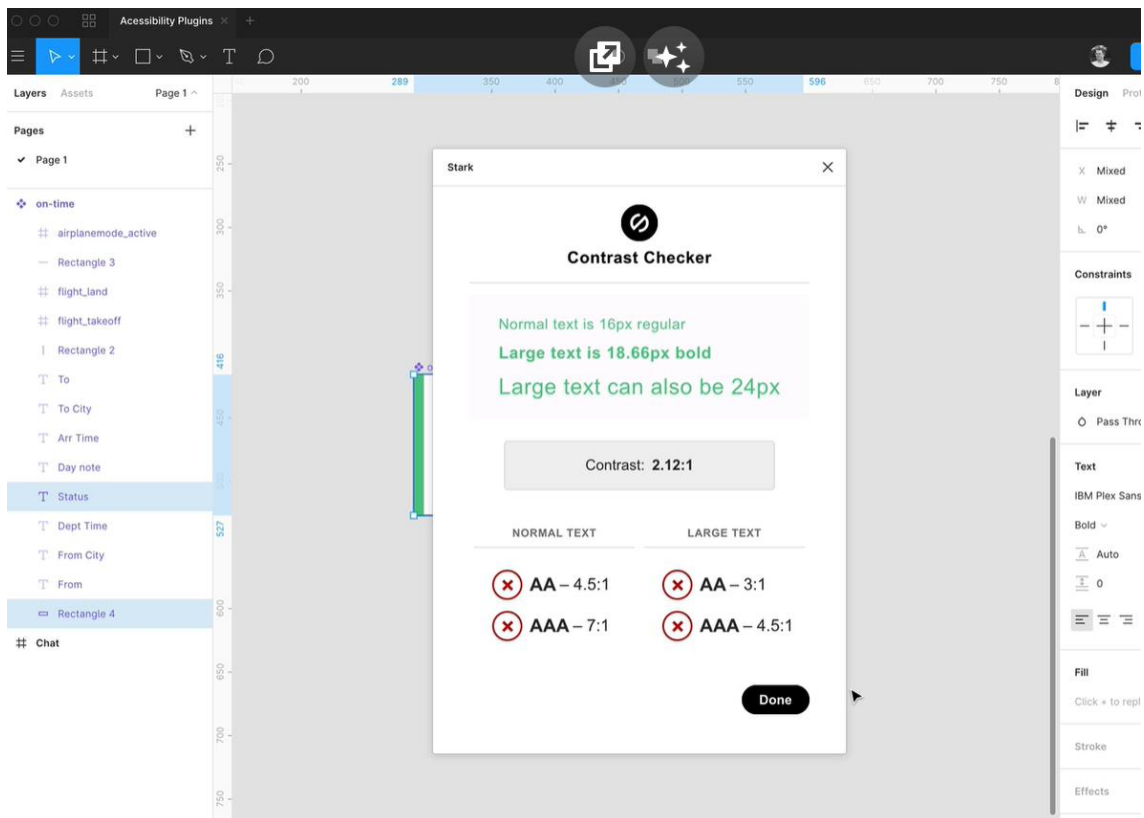 Acessibility Plugins
Layers Assets Page 1
200 289 350 400 450 500 550 596 650 700 750
Design Prot
Pages
Page 1
on-time
airplanemode_active
Rectangle 3
flight_land
flight_takeoff
Rectangle 2
To
To City
Arr Time
Day note
Status
Dept Time
From City
From
Rectangle 4
Chat
250
300
350
416
450
500
527
600
650
700
750
Stark
Contrast Checker
Normal text is 16px regular
Large text is 18.66px bold
Large text can also be 24px
Contrast: 2.12:1
NORMAL TEXT LARGE TEXT
AA – 4.5:1 AA – 3:1
AAA – 7:1 AAA – 4.5:1
Done
X Mixed
W Mixed
0°
Constraints
Layer
Pass Thro
Text
IBM Plex Sans
Bold
A Auto
0
Fill
Click + to repl
Stroke
Effects